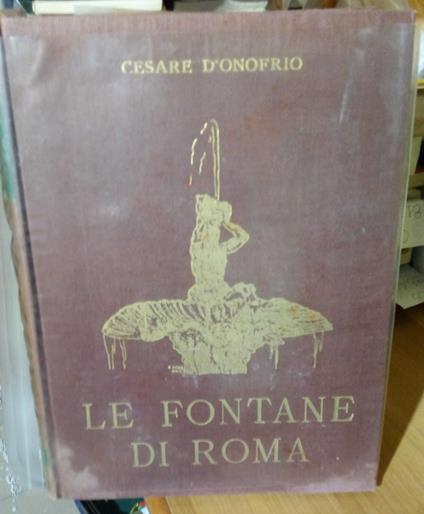 CESARE D'ONOFRIO
LE FONTANE
DI ROMA